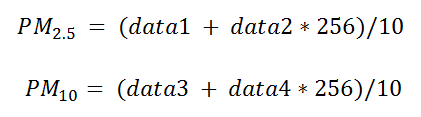 PM₂.₅ = (data1 + data2 * 256)/10
PM₁₀ = (data3 + data4 * 256)/10